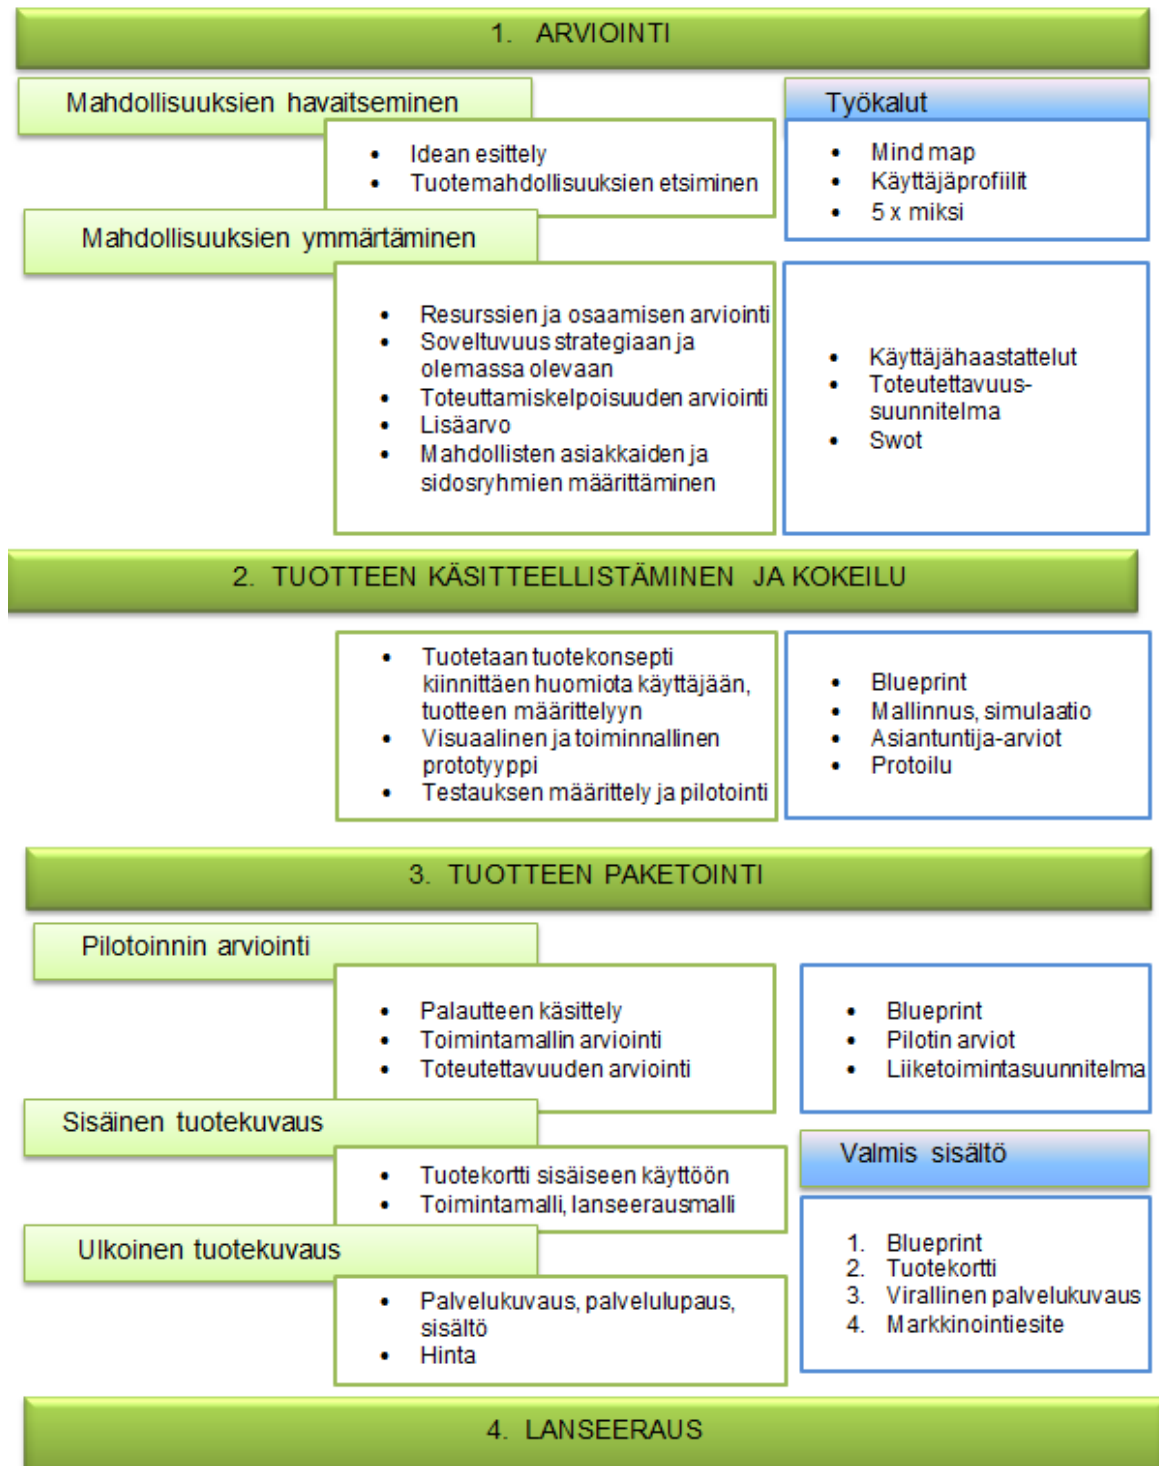 1. ARVIOINTI
Mahdollisuuksien havaitseminen
Työkalut
• Idean esittely
• Tuotemahdollisuuksien etsiminen
• Mind map
• Käyttäjäprofiilit
• 5 x miksi
Mahdollisuuksien ymmärtäminen
• Resurssien ja osaamisen arviointi
• Soveltuvuus strategiaan ja
olemassa olevaan
• Toteuttamiskelpoisuuden arviointi
• Lisäarvo
• Mahdollisten asiakkaiden ja
sidosryhmien määrittäminen
• Käyttäjähaastattelut
• Toteutettavuus-
suunnitelma
• Swot
2. TUOTTEEN KÄSITTEELLISTÄMINEN JA KOKEILU
• Tuotetaan tuotekonsepti
kiinnittäen huomiota käyttäjään,
tuotteen määrittelyyn
• Visuaalinen ja toiminnallinen
prototyyppi
• Testauksen määrittely ja pilotointi
• Blueprint
• Mallinnus, simulaatio
• Asiantuntija-arviot
• Protoilu
3. TUOTTEEN PAKETOINTI
Pilotoinnin arviointi
• Palautteen käsittely
• Toimintamallin arviointi
• Toteutettavuuden arviointi
• Blueprint
• Pilotin arviot
• Liiketoimintasuunnitelma
Sisäinen tuotekuvaus
• Tuotekortti sisäiseen käyttöön
• Toimintamalli, lanseerausmalli
Valmis sisältö
Ulkoinen tuotekuvaus
• Palvelukuvaus, palvelulupaus,
sisältö
• Hinta
1. Blueprint
2. Tuotekortti
3. Virallinen palvelukuvaus
4. Markkinointiesite
4. LANSEERAUS